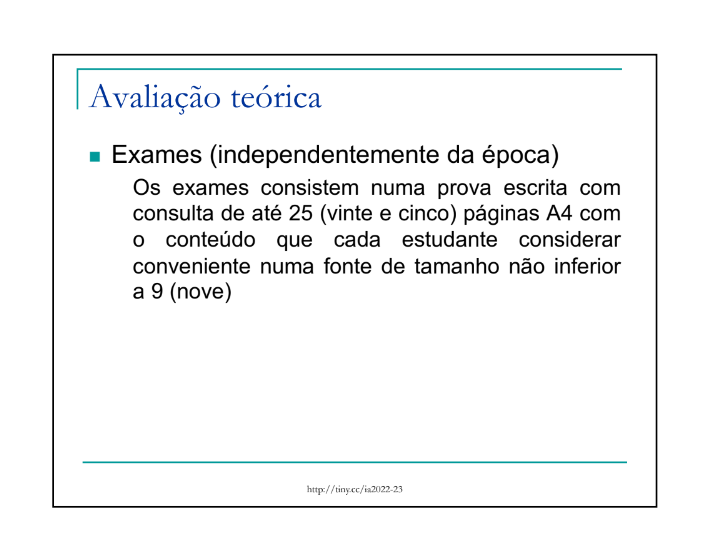 Avaliação teórica
Exames (independentemente da época)
Os exames consistem numa prova escrita com
consulta de até 25 (vinte e cinco) páginas A4 com
o conteúdo que cada estudante considerar
conveniente numa fonte de tamanho não inferior
a 9 (nove)
http://tiny.cc/ia2022-23